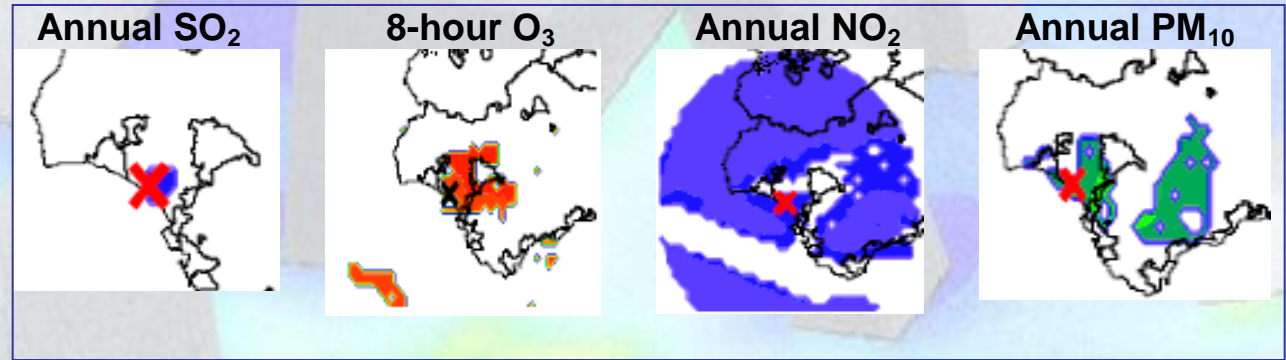 Annual SO₂ 8-hour O₃ Annual NO₂ Annual PM₁₀